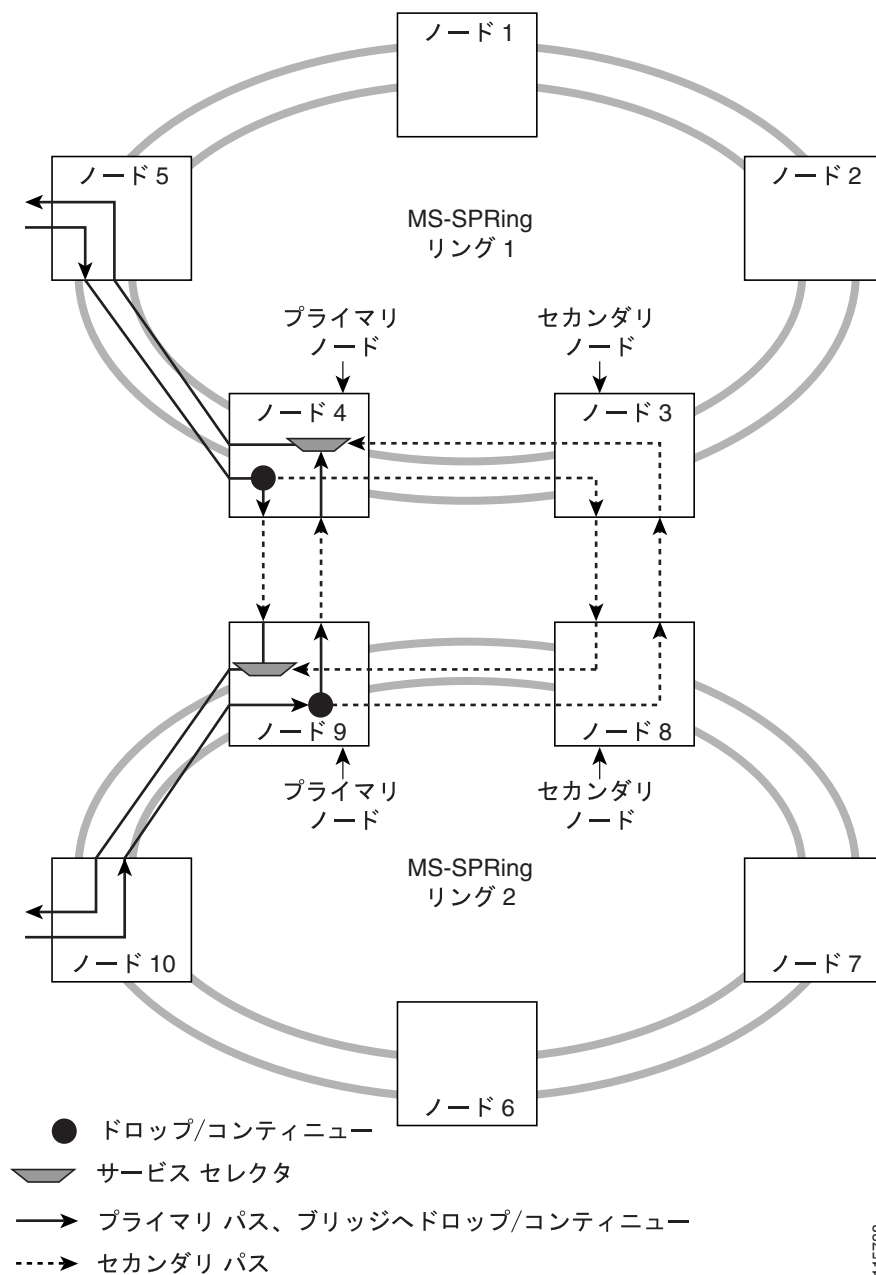 ノード 1
ノード 5
ノード 2
MS-SPRing
リング 1
プライマリ
ノード
セカンダリ
ノード
ノード 4
ノード 3
ノード 9
ノード 8
プライマリ
ノード
セカンダリ
ノード
MS-SPRing
リング 2
ノード 10
ノード 7
ノード 6
ドロップ/コンティニュー
サービス セレクタ
プライマリ パス、ブリッジへドロップ/コンティニュー
セカンダリ パス